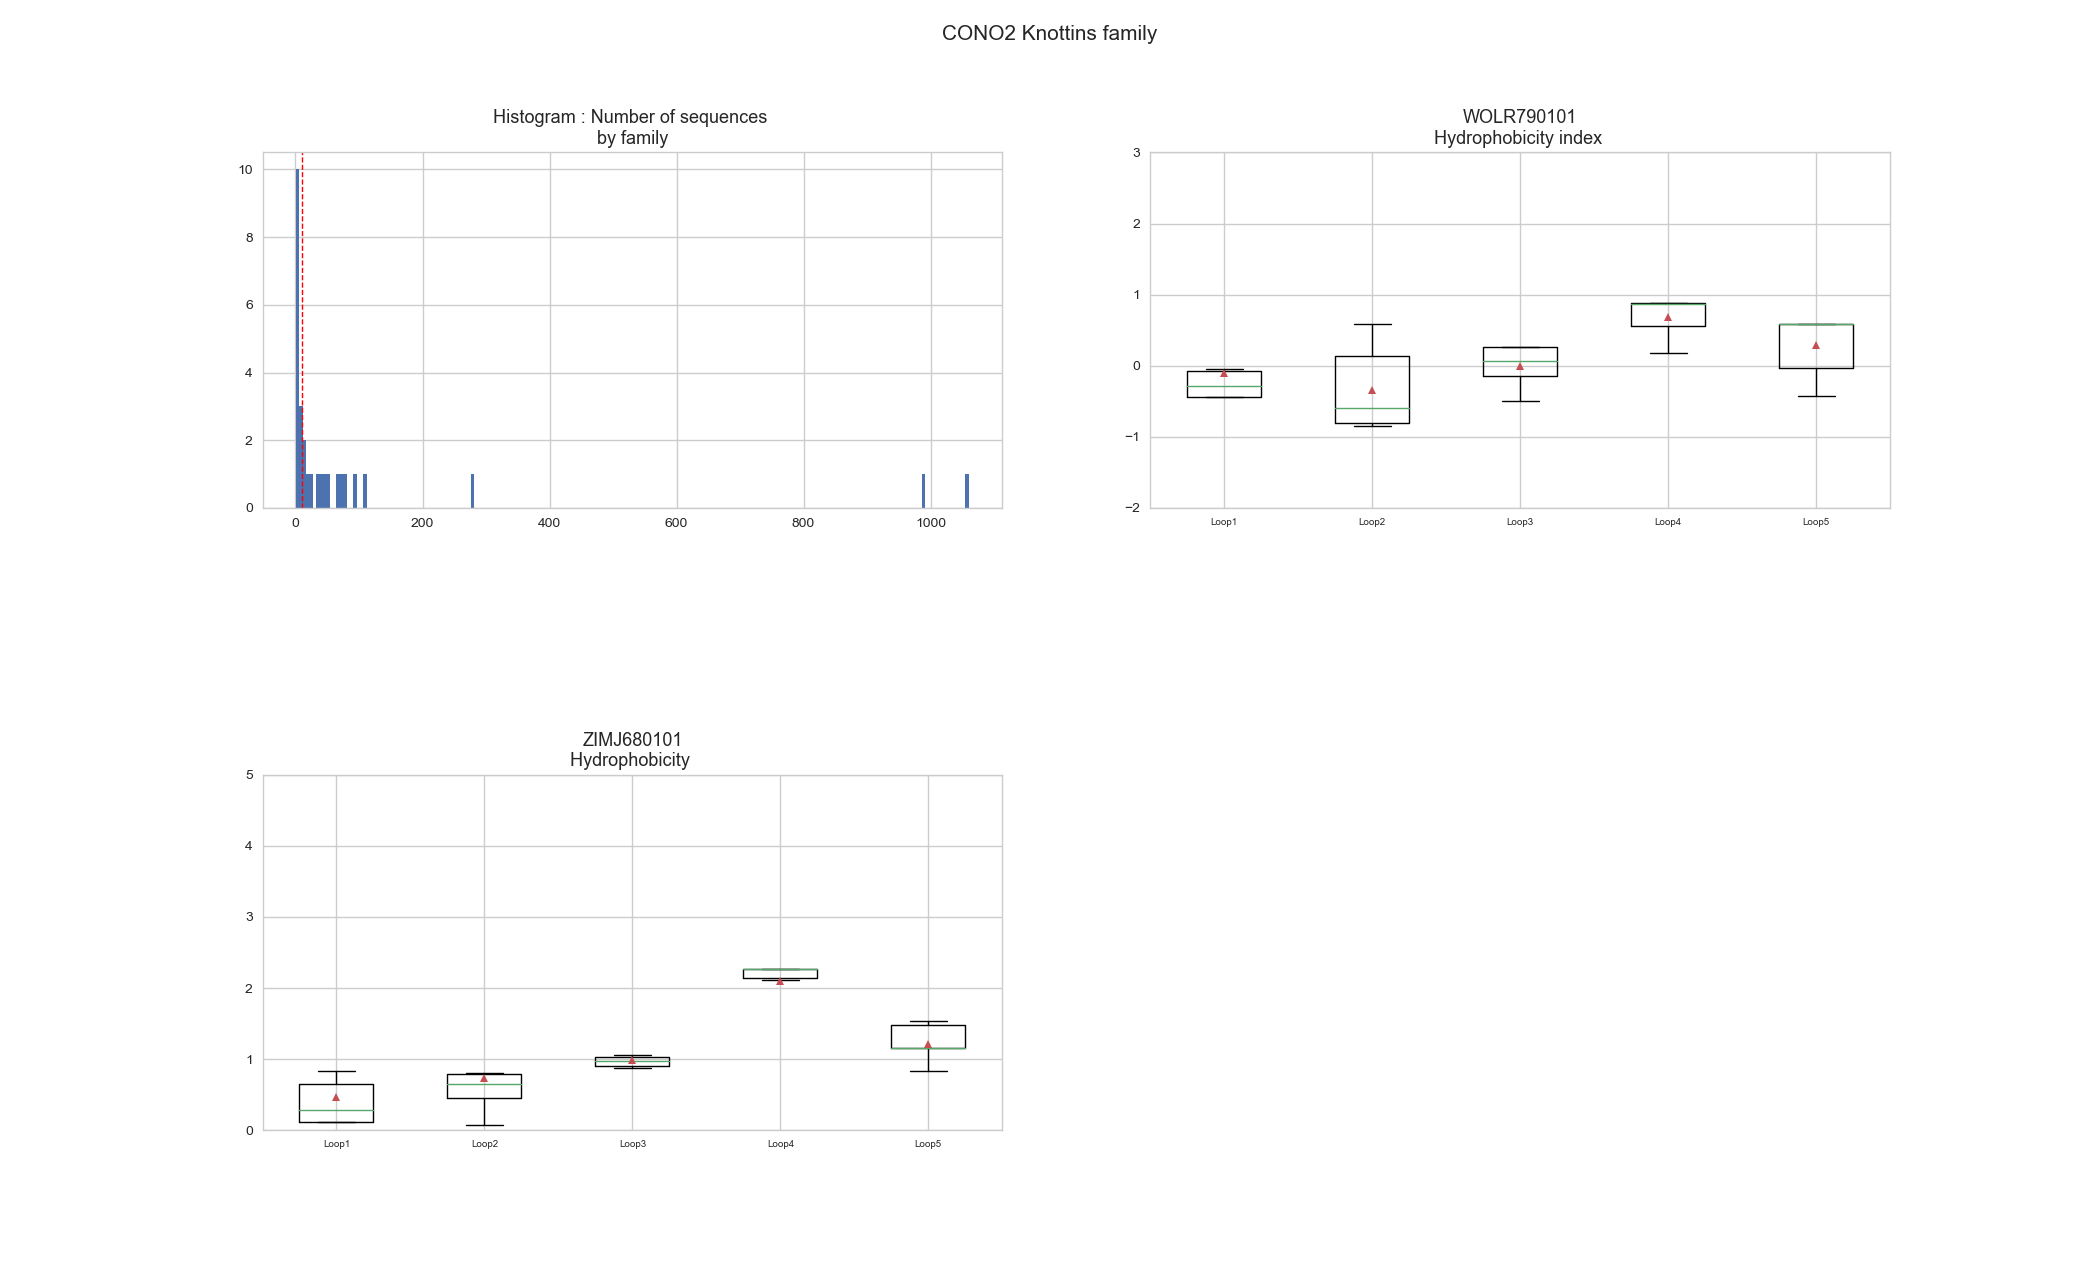 CONO2 Knottins family
Histogram : Number of sequences
by family
10
8
6
4
2
0
0 200 400 600 800 1000
WOLR790101
Hydrophobicity index
3
2
1
0
−1
−2
Loop1 Loop2 Loop3 Loop4 Loop5
ZIMJ680101
Hydrophobicity
5
4
3
2
1
0
Loop1 Loop2 Loop3 Loop4 Loop5